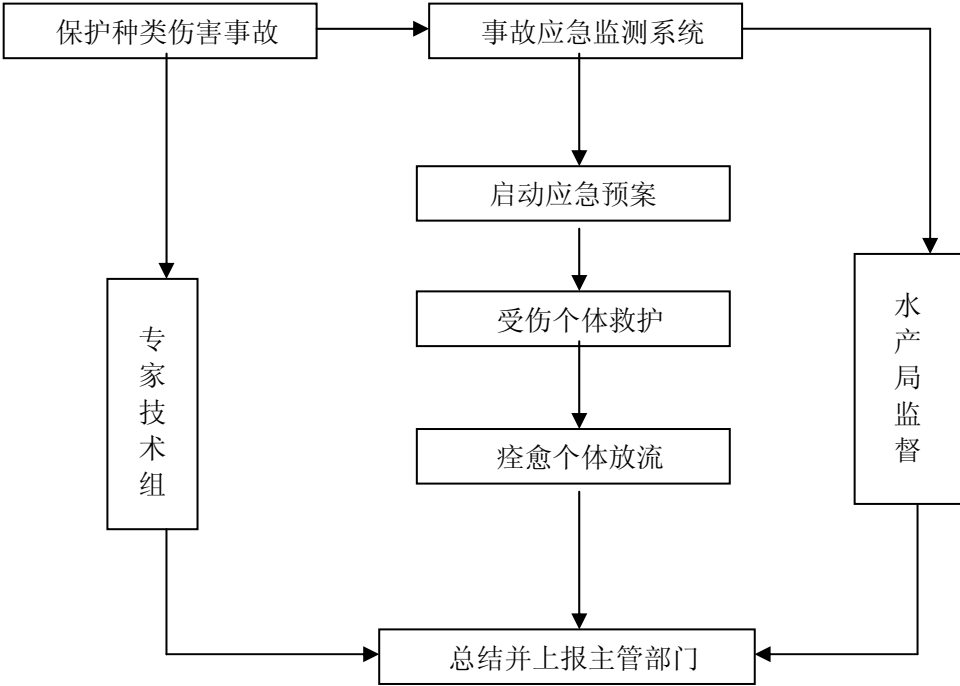 保护种类伤害事故
事故应急监测系统
启动应急预案
受伤个体救护
专家技术组
水产局监督
痊愈个体放流
总结并上报主管部门